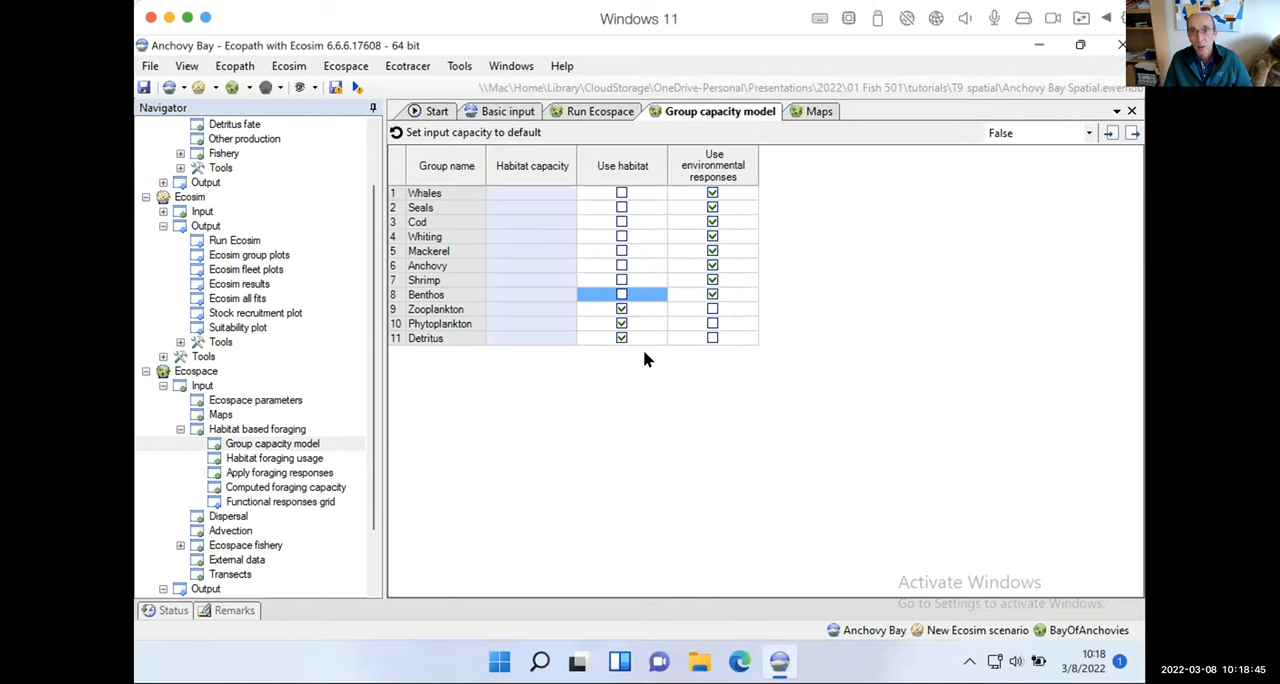 Windows 11
Anchovy Bay - Ecopath with Ecosim 6.6.6.17608 - 64 bit
File View Ecopath Ecosim Ecospace Ecotracer Tools Windows Help
\\Mac\Home\Library\CloudStorage\OneDrive-Personal\Presentations\2022\01 Fish 501\tutorials\T9 spatial\Anchovy Bay Spatial.ewemdb
Navigator
Detritus fate
Other production
Fishery
Tools
Output
Ecosim
Input
Output
Run Ecosim
Ecosim group plots
Ecosim fleet plots
Ecosim results
Ecosim all fits
Stock recruitment plot
Suitability plot
Tools
Tools
Ecospace
Input
Ecospace parameters
Maps
Habitat based foraging
Group capacity model
Habitat foraging usage
Apply foraging responses
Computed foraging capacity
Functional responses grid
Dispersal
Advection
Ecospace fishery
External data
Transects
Output
Status Remarks
Start Basic input Run Ecospace Group capacity model Maps
Set input capacity to default False
Group name Habitat capacity Use habitat Use environmental responses
1 Whales
2 Seals
3 Cod
4 Whiting
5 Mackerel
6 Anchovy
7 Shrimp
8 Benthos
9 Zooplankton
10 Phytoplankton
11 Detritus
Activate Windows
Go to Settings to activate Windows.
Anchovy Bay New Ecosim scenario BayOfAnchovies
10:18
3/8/2022
1
2022-03-08 10:18:45